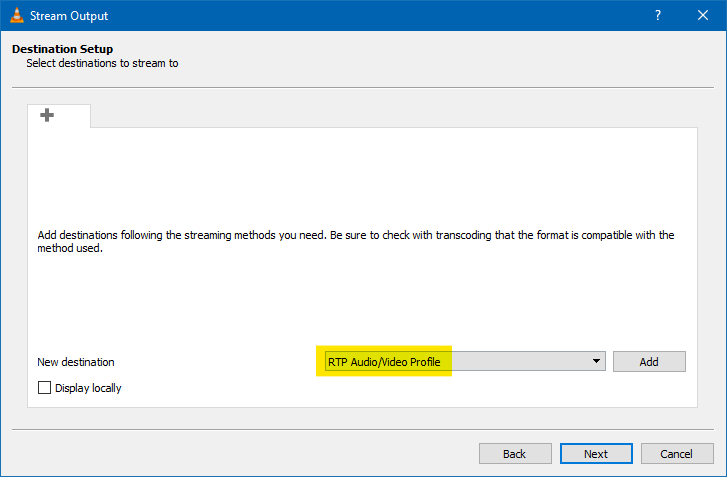 Stream Output
?
Destination Setup
Select destinations to stream to
Add destinations following the streaming methods you need. Be sure to check with transcoding that the format is compatible with the
method used.
New destination
RTP Audio/Video Profile
Add
Display locally
Back
Next
Cancel